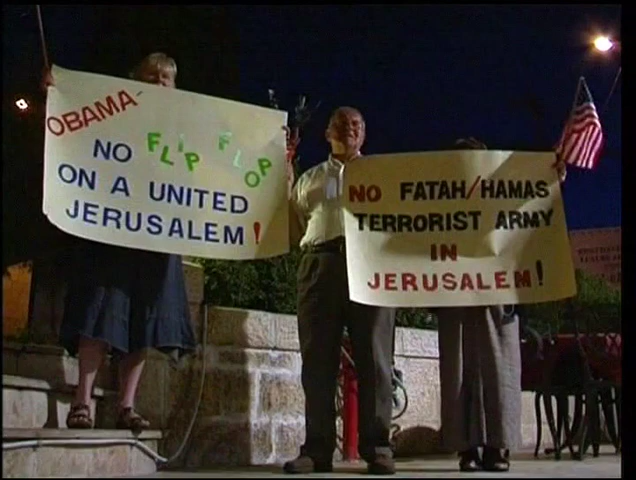 OBAMA-
NO FLIP FLOP
ON A UNITED
JERUSALEM!
NO FATAH/HAMAS
TERRORIST ARMY
IN
JERUSALEM!